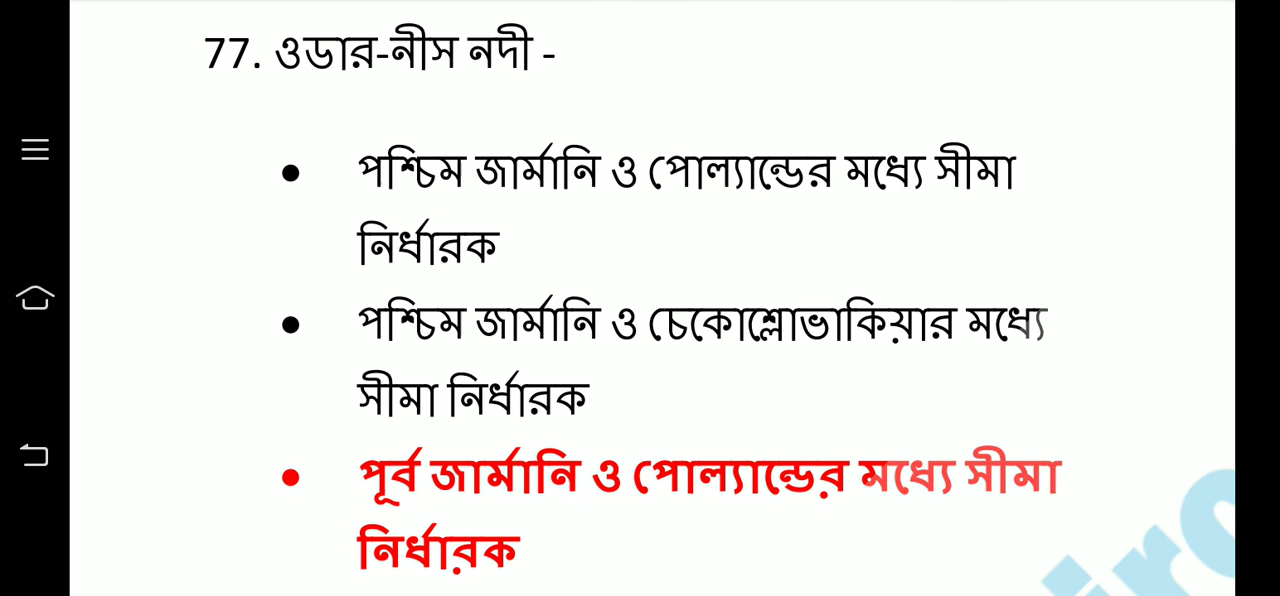 77. ওডার-নীস নদী -
• পশ্চিম জার্মানি ও পোল্যান্ডের মধ্যে সীমা
নির্ধারক
• পশ্চিম জার্মানি ও চেকোশ্লোভাকিয়ার মধ্যে
সীমা নির্ধারক
• পূর্ব জার্মানি ও পোল্যান্ডের মধ্যে সীমা
নির্ধারক